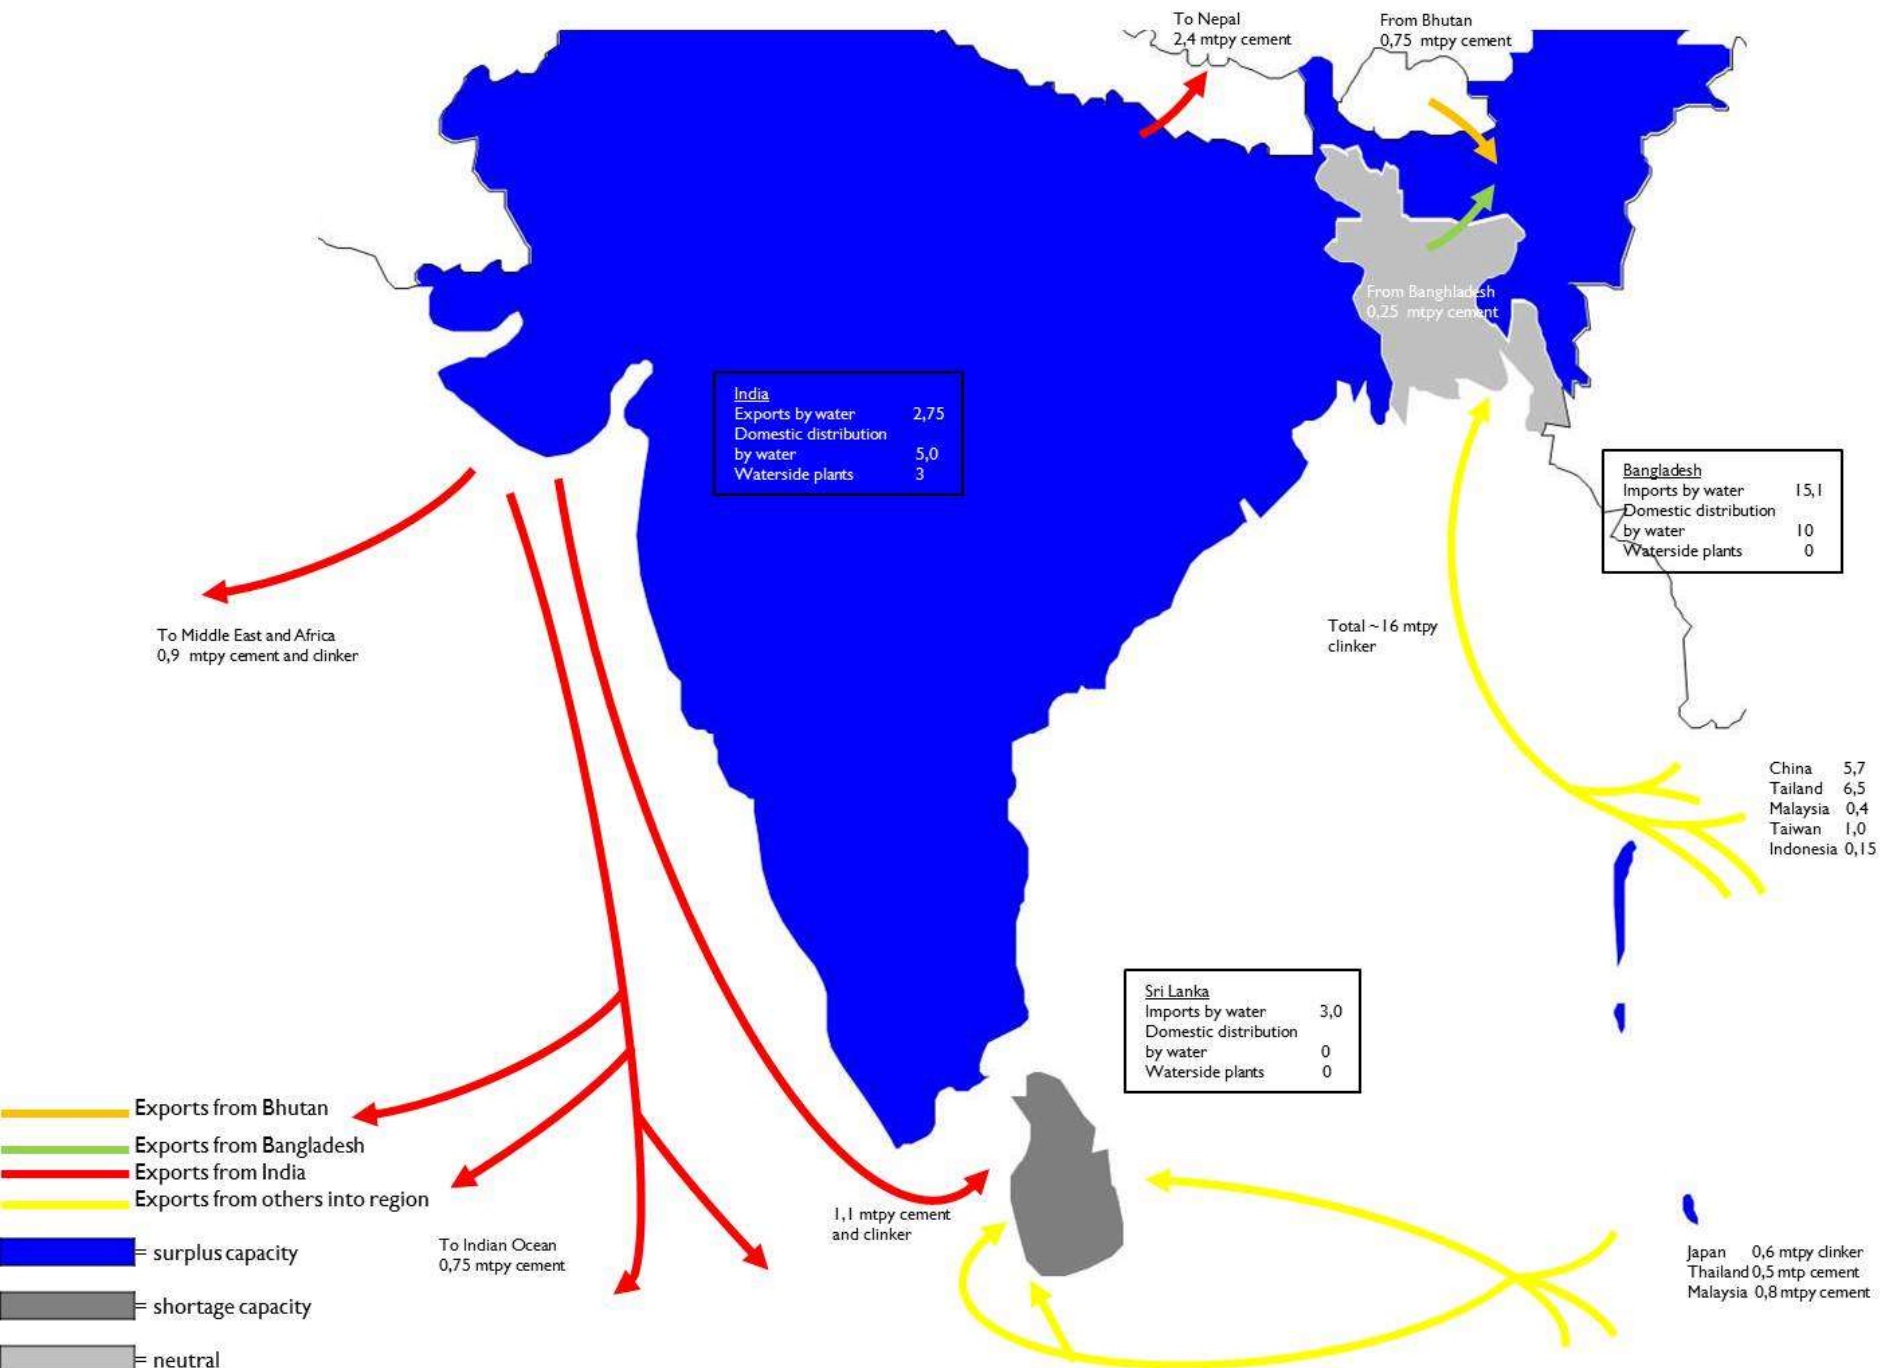 To Nepal
2,4 mtpy cement
From Bhutan
0,75 mtpy cement
From Banghladesh
0,25 mtpy cement
India
Exports by water 2,75
Domestic distribution
by water 5,0
Waterside plants 3
Bangladesh
Imports by water 15,1
Domestic distribution
by water 10
Waterside plants 0
To Middle East and Africa
0,9 mtpy cement and clinker
Total ~16 mtpy
clinker
China 5,7
Tailand 6,5
Malaysia 0,4
Taiwan 1,0
Indonesia 0,15
Sri Lanka
Imports by water 3,0
Domestic distribution
by water 0
Waterside plants 0
Exports from Bhutan
Exports from Bangladesh
Exports from India
Exports from others into region
= surplus capacity
= shortage capacity
= neutral
To Indian Ocean
0,75 mtpy cement
1,1 mtpy cement
and clinker
Japan 0,6 mtpy clinker
Thailand 0,5 mtp cement
Malaysia 0,8 mtpy cement